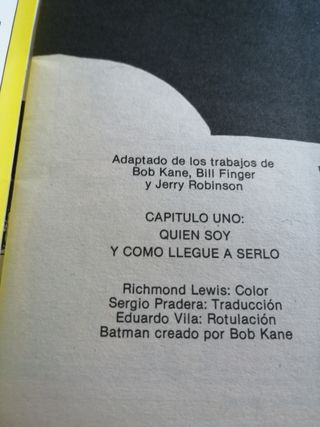 Adaptado de los trabajos de
Bob Kane, Bill Finger
y Jerry Robinson
CAPITULO UNO:
QUIEN SOY
Y COMO LLEGUE A SERLO
Richmond Lewis: Color
Sergio Pradera: Traducción
Eduardo Vila: Rotulación
Batman creado por Bob Kane